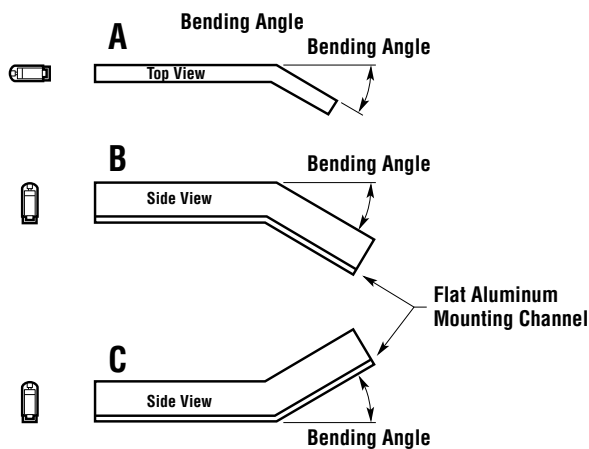 Bending Angle
A
Bending Angle
Top View
B
Bending Angle
Side View
Flat Aluminum
Mounting Channel
C
Side View
Bending Angle